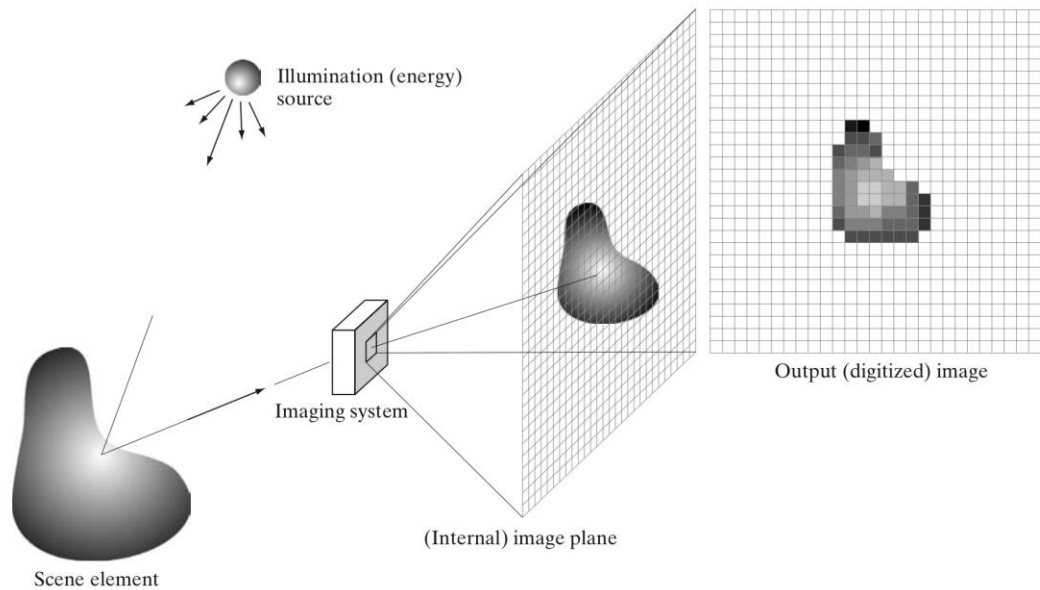 Illumination (energy)
source
Output (digitized) image
Imaging system
(Internal) image plane
Scene element